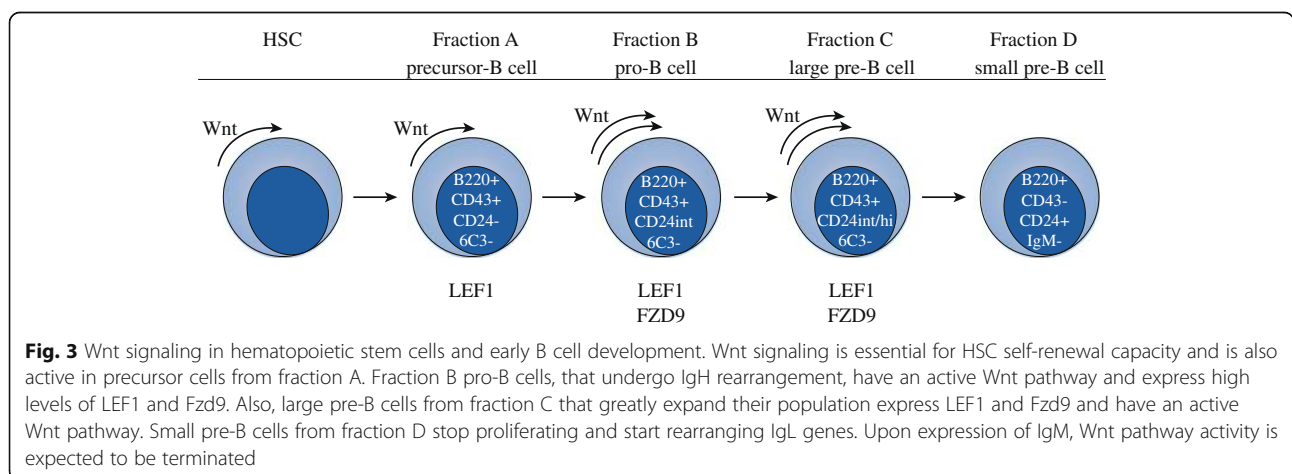 HSC Fraction A Fraction B Fraction C Fraction D
precursor-B cell pro-B cell large pre-B cell small pre-B cell
Wnt Wnt Wnt Wnt
B220+ B220+ B220+ B220+
CD43+ CD43+ CD43+ CD43-
CD24- CD24int CD24int/hi CD24+
6C3- 6C3- 6C3- IgM-
LEF1 LEF1 LEF1
FZD9 FZD9
Fig. 3 Wnt signaling in hematopoietic stem cells and early B cell development. Wnt signaling is essential for HSC self-renewal capacity and is also
active in precursor cells from fraction A. Fraction B pro-B cells, that undergo IgH rearrangement, have an active Wnt pathway and express high
levels of LEF1 and Fzd9. Also, large pre-B cells from fraction C that greatly expand their population express LEF1 and Fzd9 and have an active
Wnt pathway. Small pre-B cells from fraction D stop proliferating and start rearranging IgL genes. Upon expression of IgM, Wnt pathway activity is
expected to be terminated